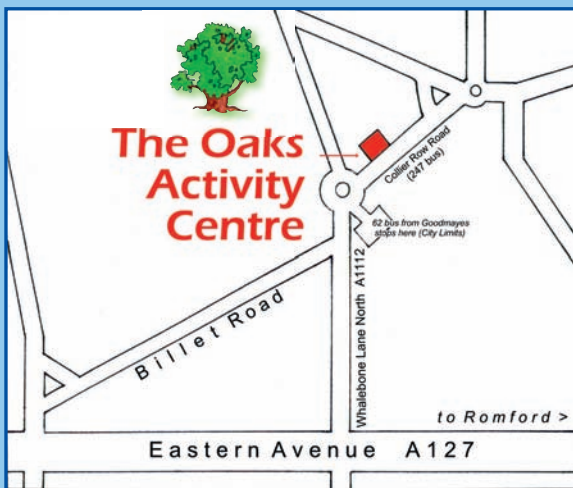 The Oaks
Activity
Centre
Collier Row Road
(247 bus)
62 bus from Goodmayes
stops here (City Limits)
Whalebone Lane North A1112
Billet Road
to Romford >
Eastern Avenue A127